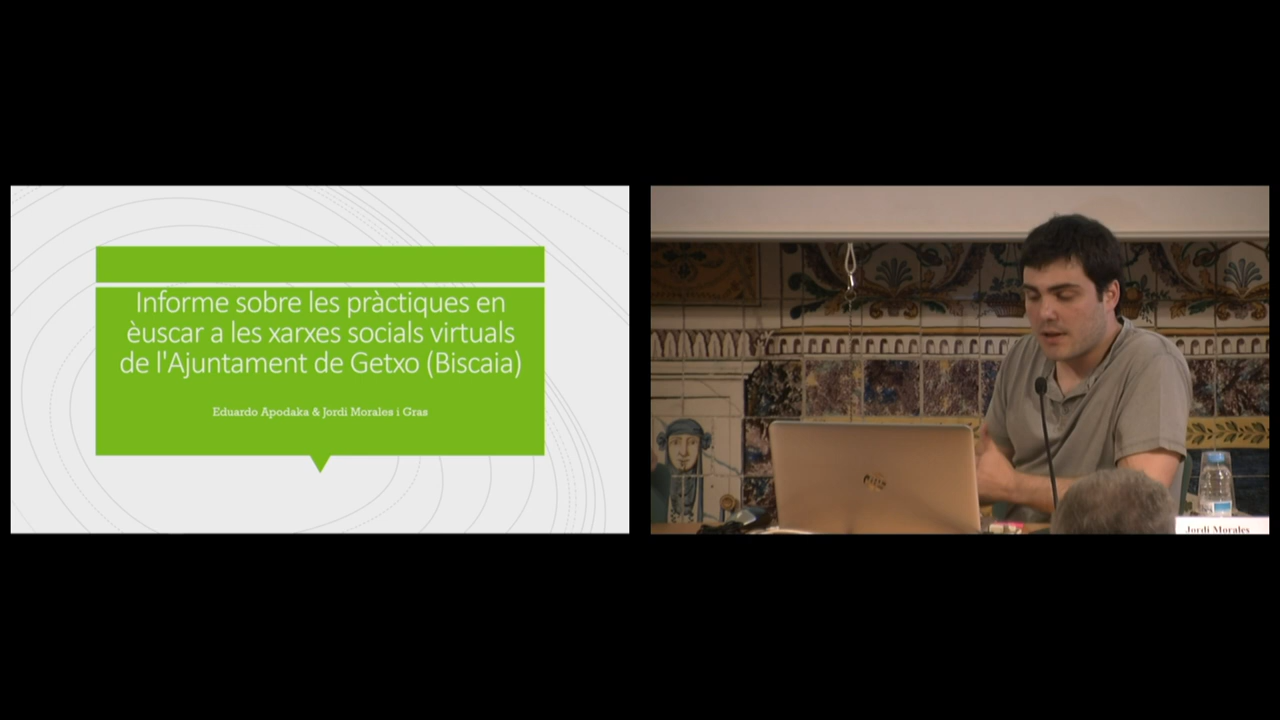 Informe sobre les pràctiques en
èuscar a les xarxes socials virtuals
de l'Ajuntament de Getxo (Biscaia)
Eduardo Apodaka & Jordi Morales i Gras
Jordi Morales